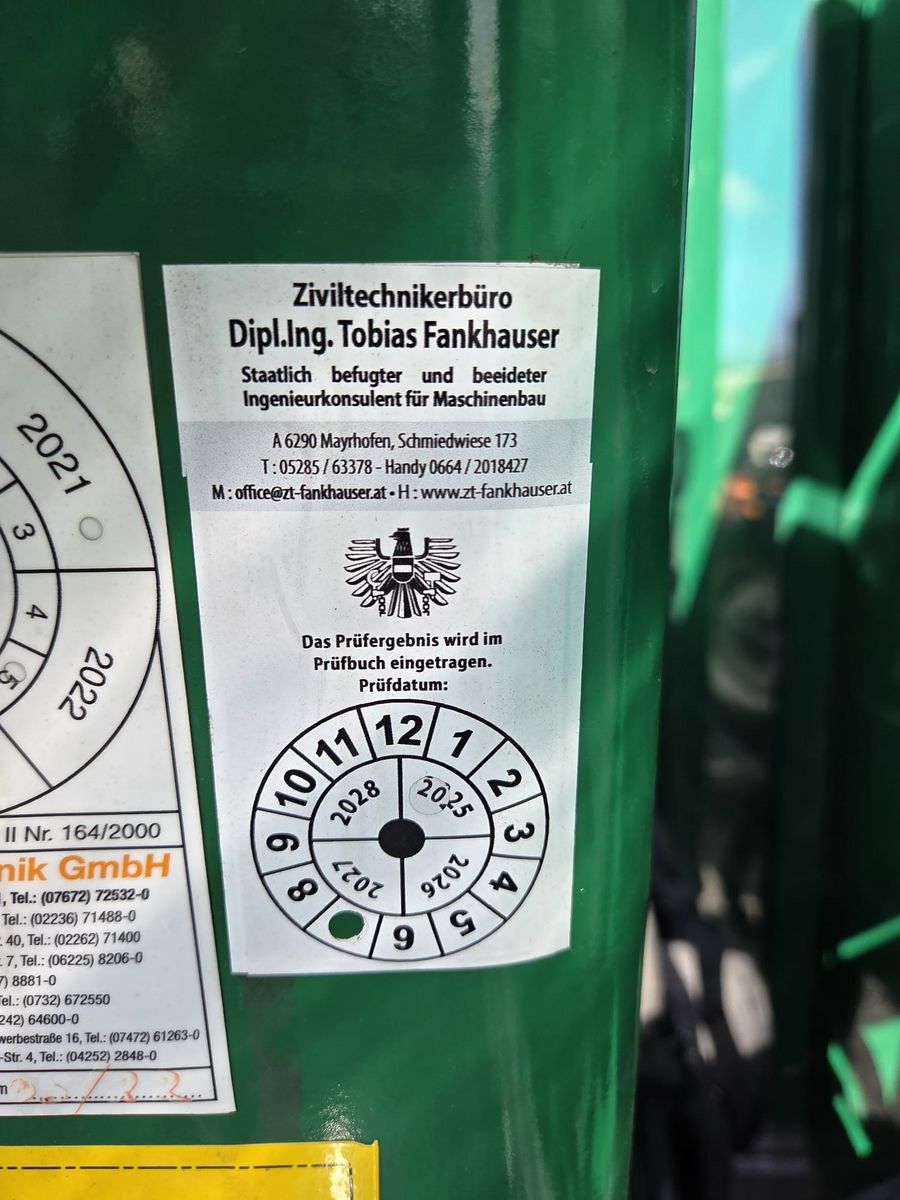 Ziviltechnikerbüro
Dipl.Ing. Tobias Fankhauser
Staatlich befugter und beeideter
Ingenieurkonsulent für Maschinenbau
A 6290 Mayrhofen, Schmiedwiese 173
T : 05285 / 63378 - Handy 0664 / 2018427
M : office@zt-fankhauser.at • H : www.zt-fankhauser.at
Das Prüfergebnis wird im
Prüfbuch eingetragen.
Prüfdatum:
12
1
2
3
4
5
6
8
9
10
11
2025
2026
2027
2028
2021
3
4
2022
5
II Nr. 164/2000
nik GmbH
, Tel.: (07672) 72532-0
Tel.: (02236) 71488-0
40, Tel.: (02262) 71400
7, Tel.: (06225) 8206-0
8881-0
Tel.: (0732) 672550
242) 64600-0
werbestraße 16, Tel.: (07472) 61263-0
-Str. 4, Tel.: (04252) 2848-0